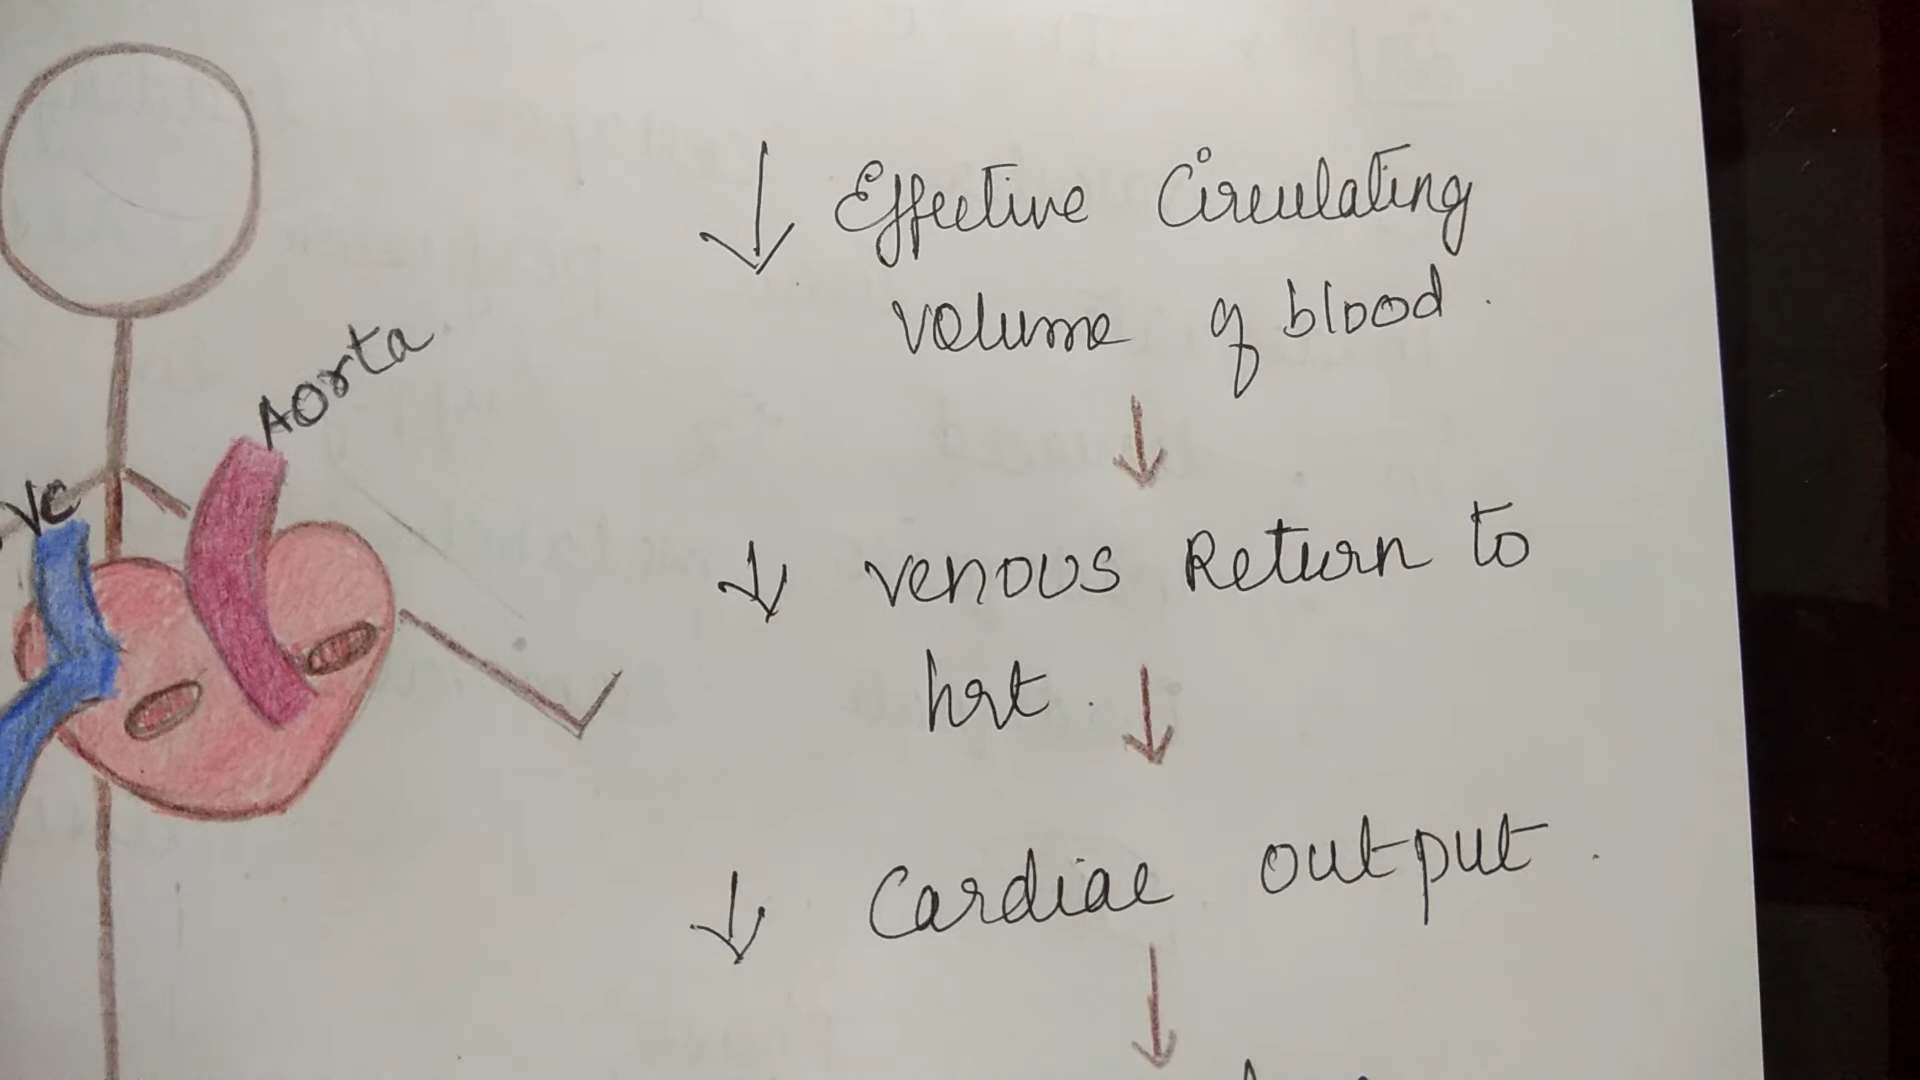 Aorta
VC
↓ Effective Circulating
volume of blood.
↓
↓ venous Return to
hrt. ↓
↓ Cardiac output.
↓